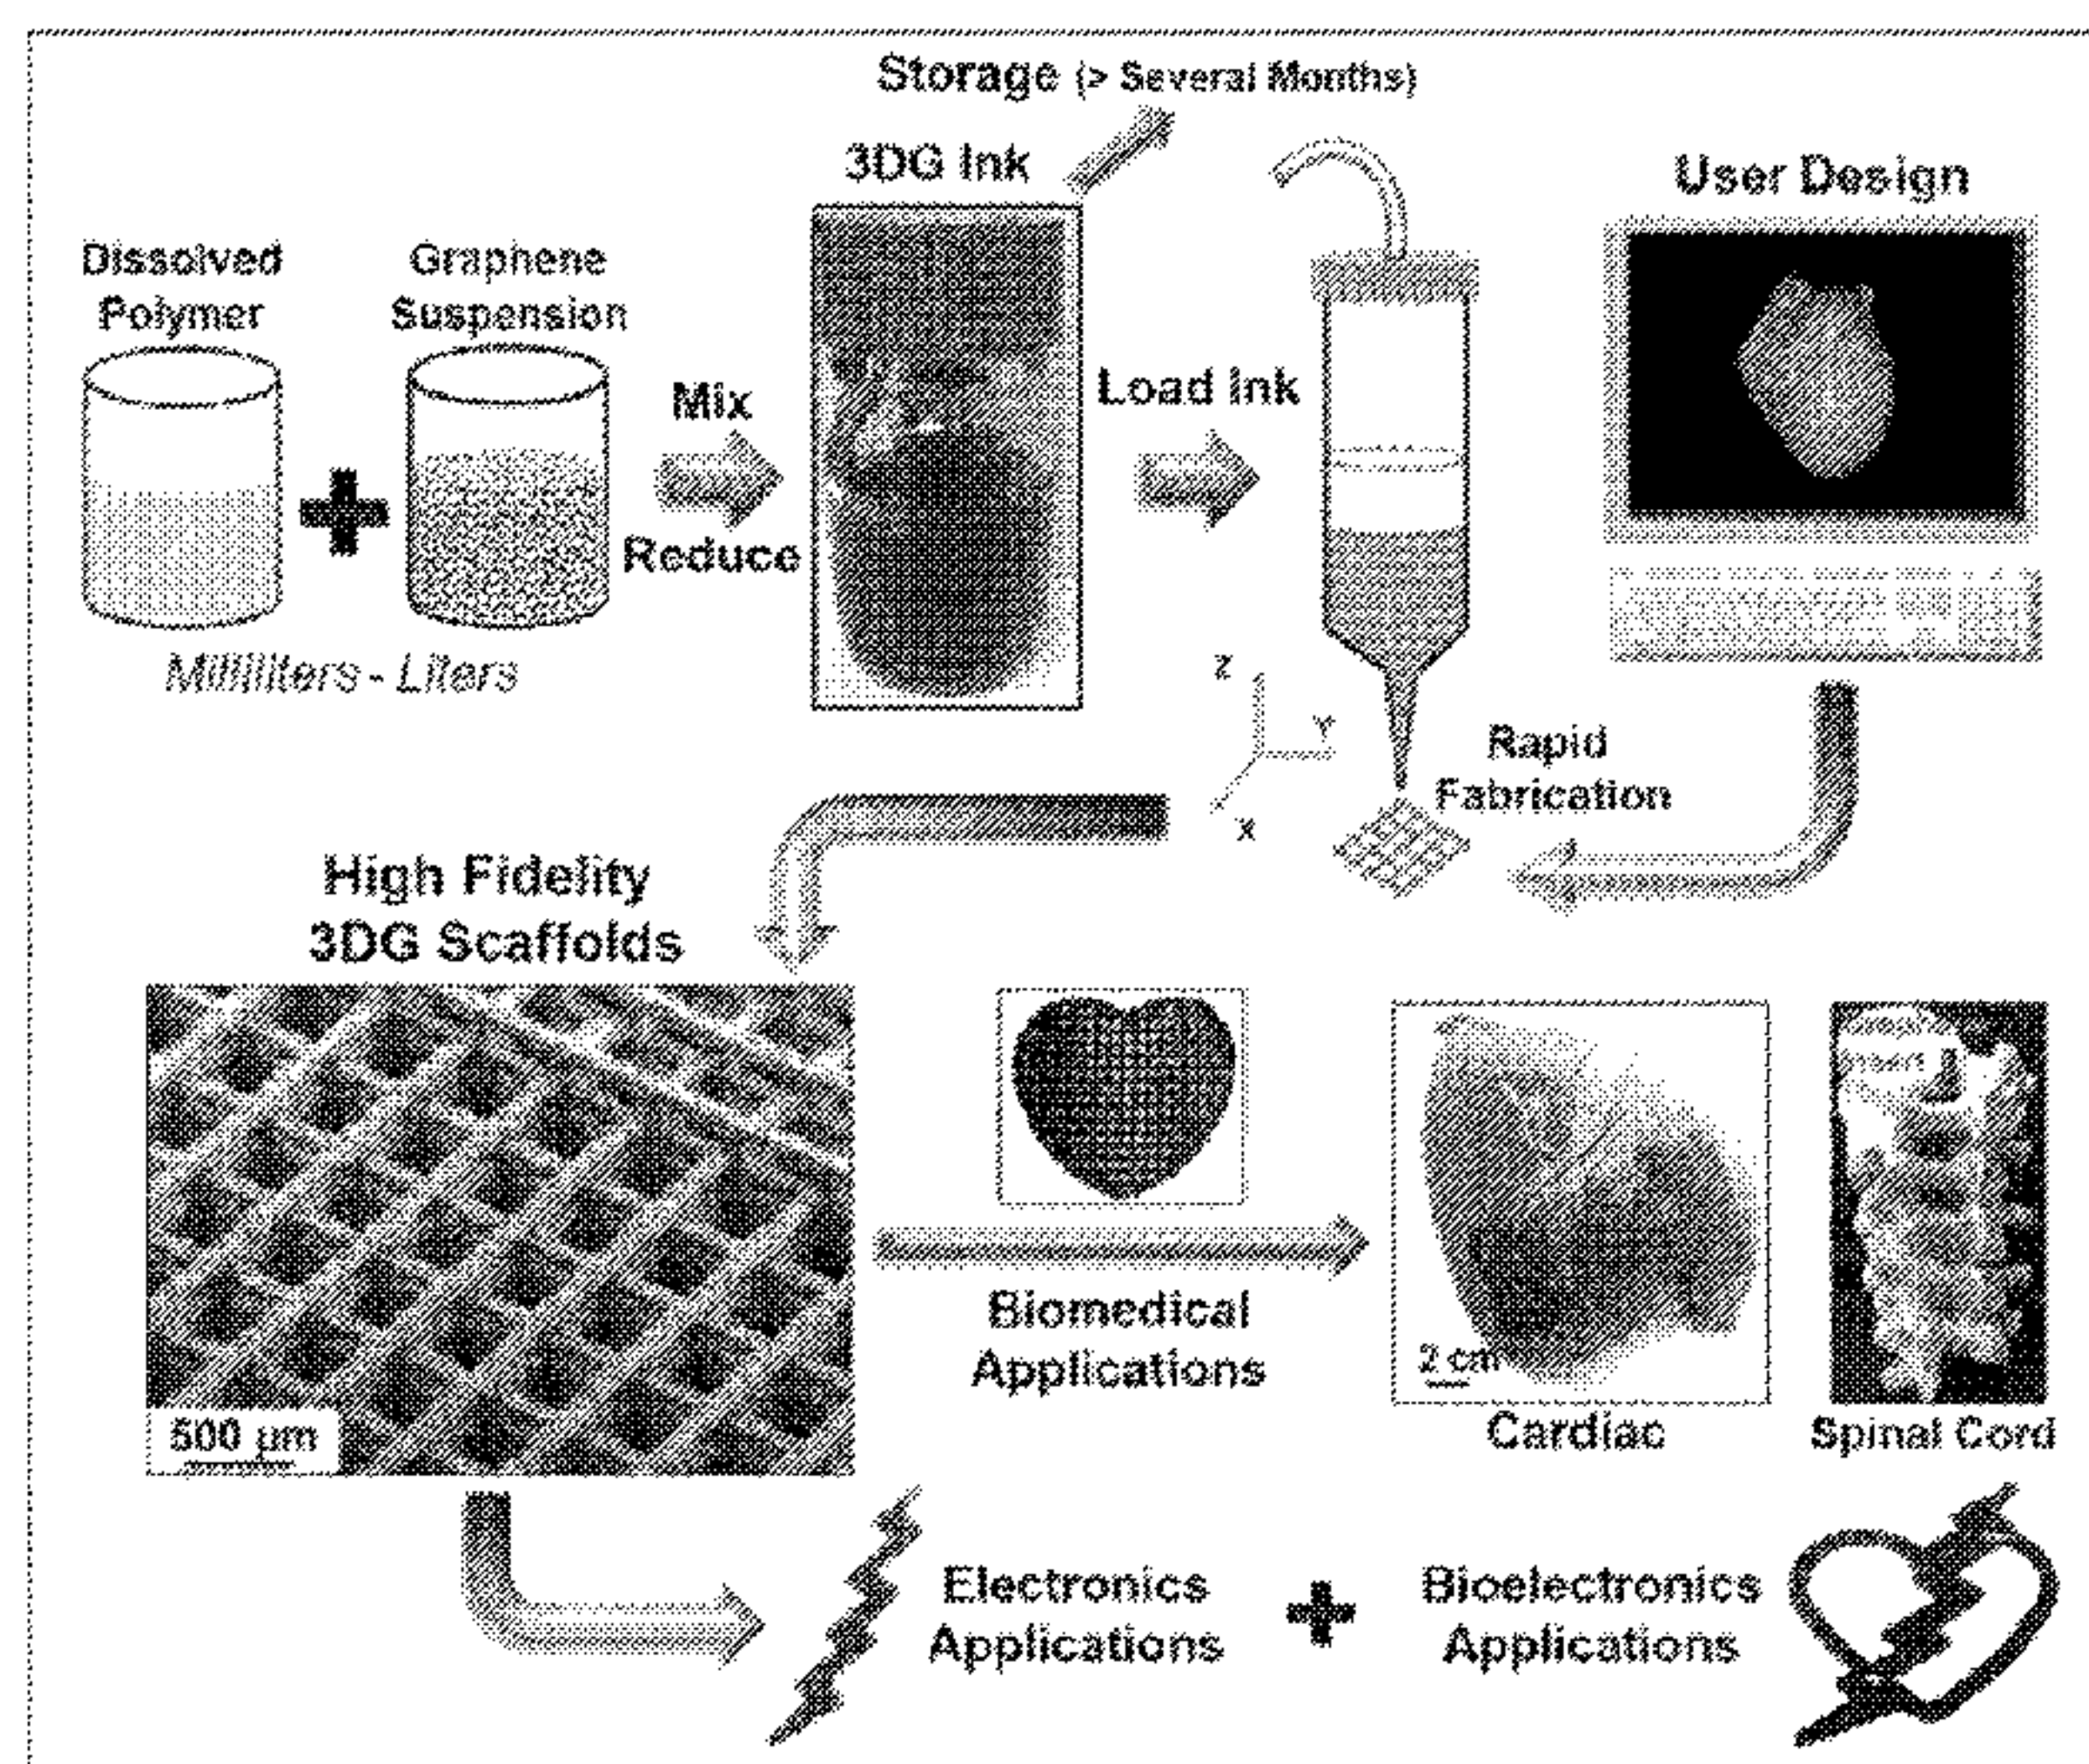 Storage (> Several Months)
3DG Ink
User Design
Dissolved
Polymer
Graphene
Suspension
Mix
Reduce
Load Ink
Milliliters - Liters
Z
Y
X
Rapid
Fabrication
High Fidelity
3DG Scaffolds
500 µm
Biomedical
Applications
2 cm
Cardiac
Insert
Spinal Cord
Electronics
Applications
Bioelectronics
Applications